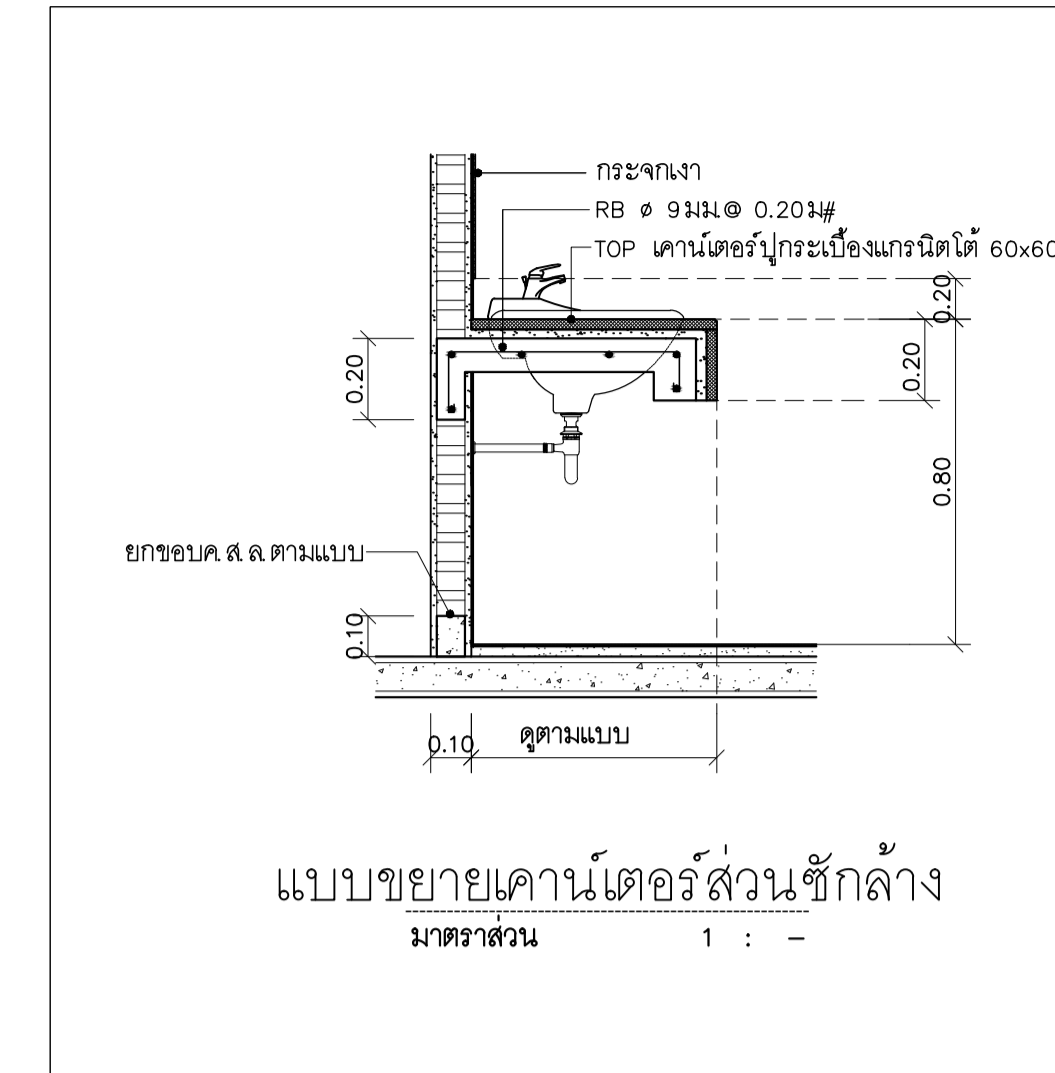 กระจกเงา
RB ø 9มม.@ 0.20ม#
TOP เคาน์เตอร์ปูกระเบื้องแกรนิตโต้ 60x60
0.20
0.20
0.20
0.80
ยกขอบค.ส.ล.ตามแบบ
0.10
0.10
ดูตามแบบ
แบบขยายเคาน์เตอร์ส่วนซักล้าง
มาตราส่วน 1 : -